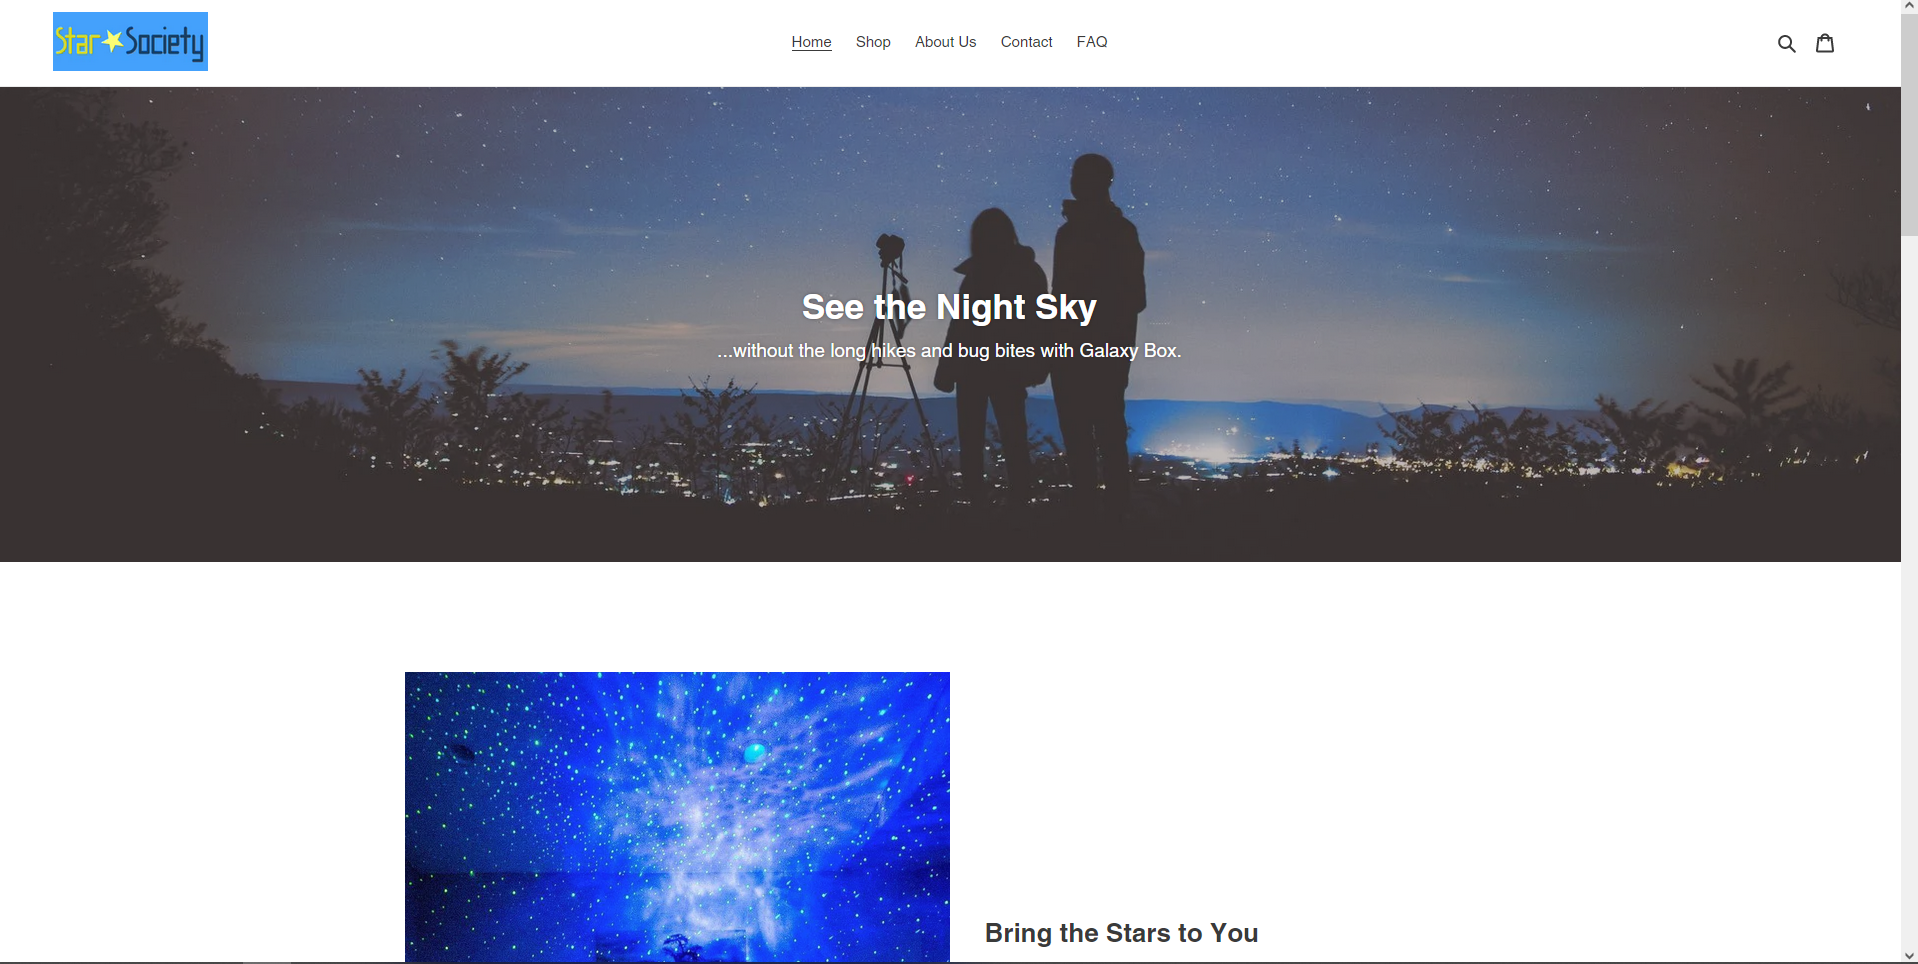 Star Society
Home Shop About Us Contact FAQ
See the Night Sky
...without the long hikes and bug bites with Galaxy Box.
Bring the Stars to You